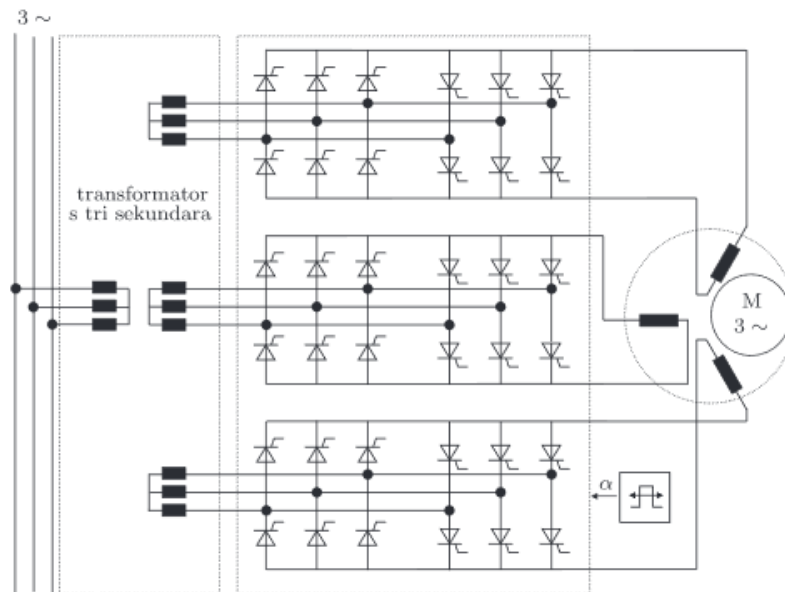 3 ∼
transformator
s tri sekundara
M
3 ∼
α